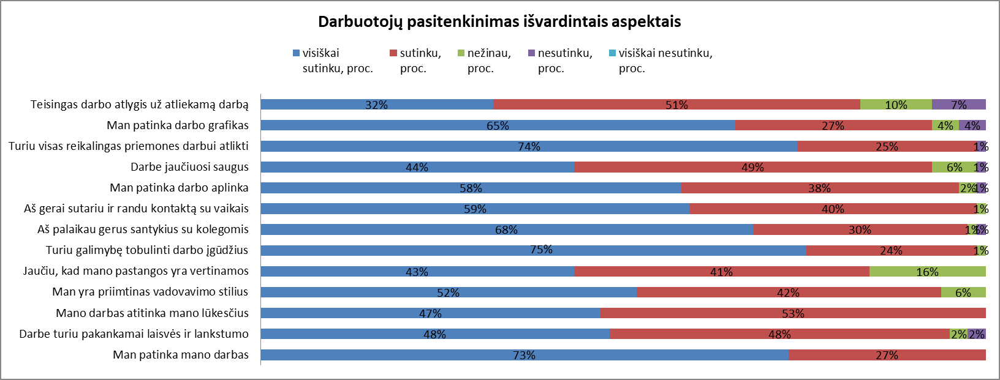 Darbuotojų pasitenkinimas išvardintais aspektais
visiškai sutinku, proc.
sutinku, proc.
nežinau, proc.
nesutinku, proc.
visiškai nesutinku, proc.
Teisingas darbo atlygis už atliekamą darbą 32% 51% 10% 7%
Man patinka darbo grafikas 65% 27% 4% 4%
Turiu visas reikalingas priemones darbui atlikti 74% 25% 1%
Darbe jaučiuosi saugus 44% 49% 6% 1%
Man patinka darbo aplinka 58% 38% 2% 1%
Aš gerai sutariu ir randu kontaktą su vaikais 59% 40% 1%
Aš palaikau gerus santykius su kolegomis 68% 30% 1% 1%
Turiu galimybę tobulinti darbo įgūdžius 75% 24% 1%
Jaučiu, kad mano pastangos yra vertinamos 43% 41% 16%
Man yra priimtinas vadovavimo stilius 52% 42% 6%
Mano darbas atitinka mano lūkesčius 47% 53%
Darbe turiu pakankamai laisvės ir lankstumo 48% 48% 2% 2%
Man patinka mano darbas 73% 27%